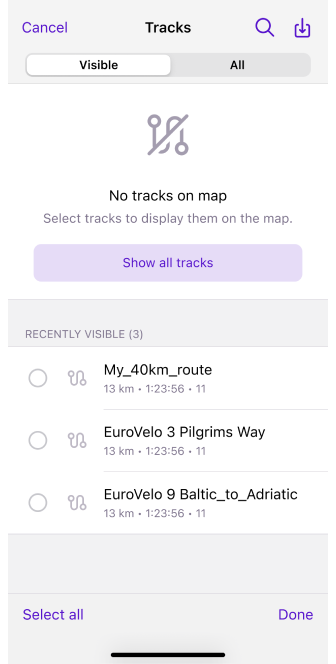 Cancel
Tracks
Visible
All
No tracks on map
Select tracks to display them on the map.
Show all tracks
RECENTLY VISIBLE (3)
My_40km_route
13 km • 1:23:56 • 11
EuroVelo 3 Pilgrims Way
13 km • 1:23:56 • 11
EuroVelo 9 Baltic_to_Adriatic
13 km • 1:23:56 • 11
Select all
Done